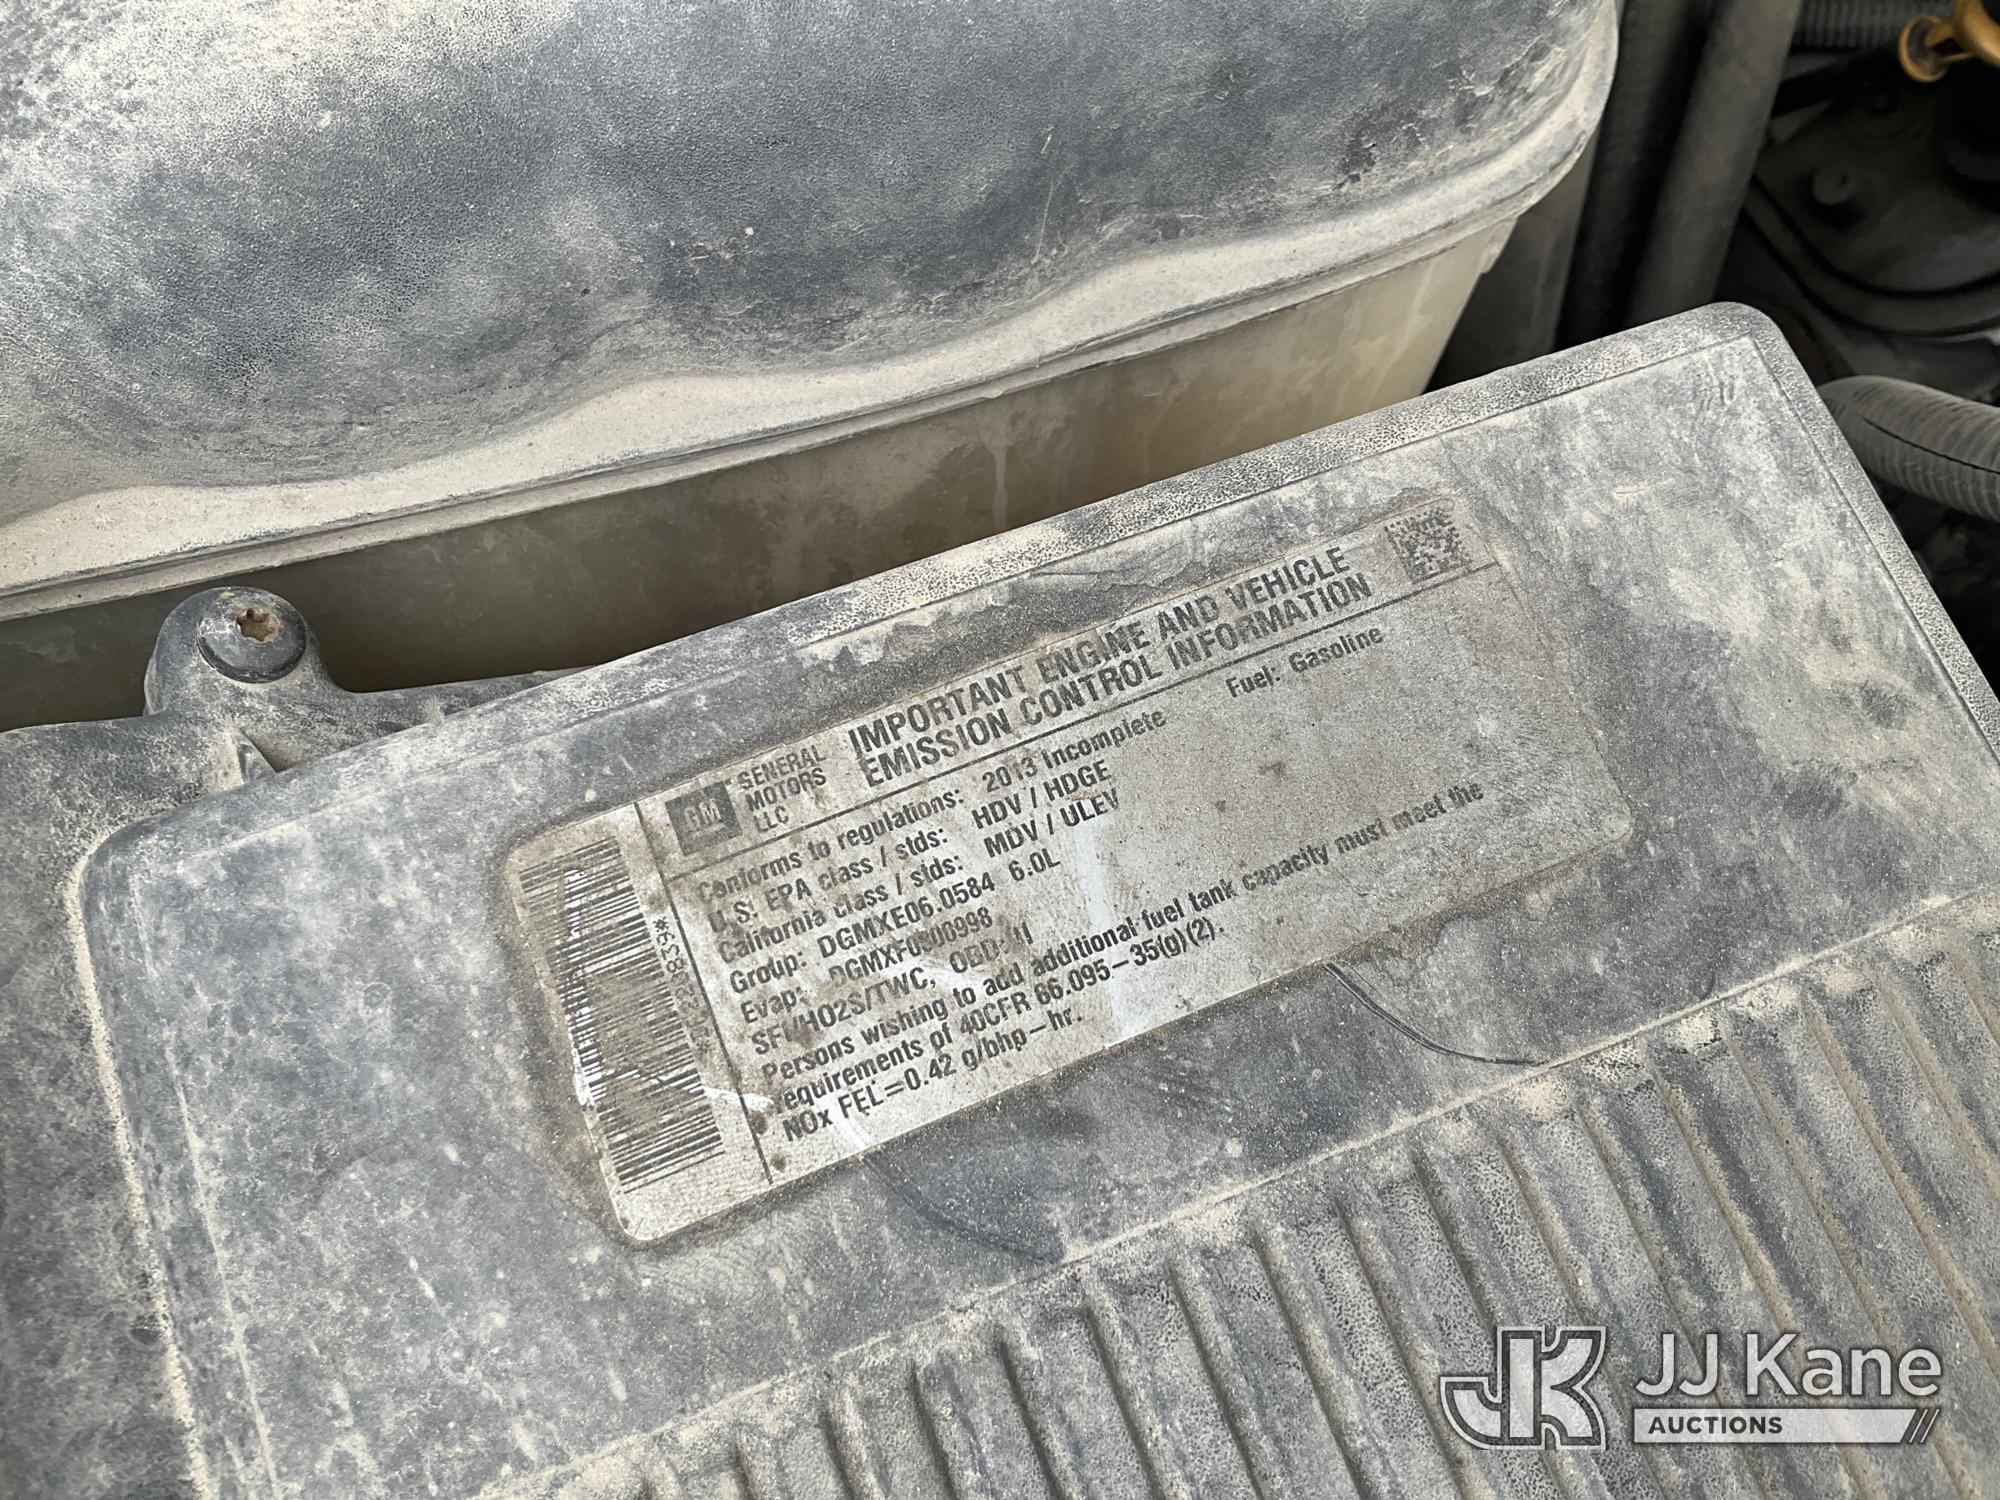 GM
GENERAL
MOTORS
LLC
IMPORTANT ENGINE AND VEHICLE
EMISSION CONTROL INFORMATION
Conforms to regulations: 2013 Incomplete Fuel: Gasoline
U.S. EPA class / stds: HDV / HDGE
California class / stds: MDV / ULEV
Group: DGMXE06.0584 6.0L
Evap: DGMXF0300998
SFI/HO2S/TWC, OBD: II
Persons wishing to add additional fuel tank capacity must meet the
requirements of 40CFR 86.095-35(g)(2).
NOx FEL=0.42 g/bhp-hr.
JK
JJ Kane
AUCTIONS